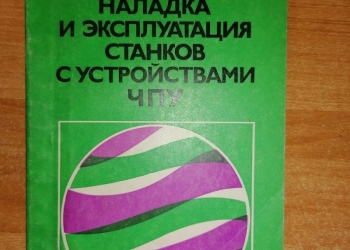 НАЛАДКА
И ЭКСПЛУАТАЦИЯ
СТАНКОВ
С УСТРОЙСТВАМИ
ЧПУ